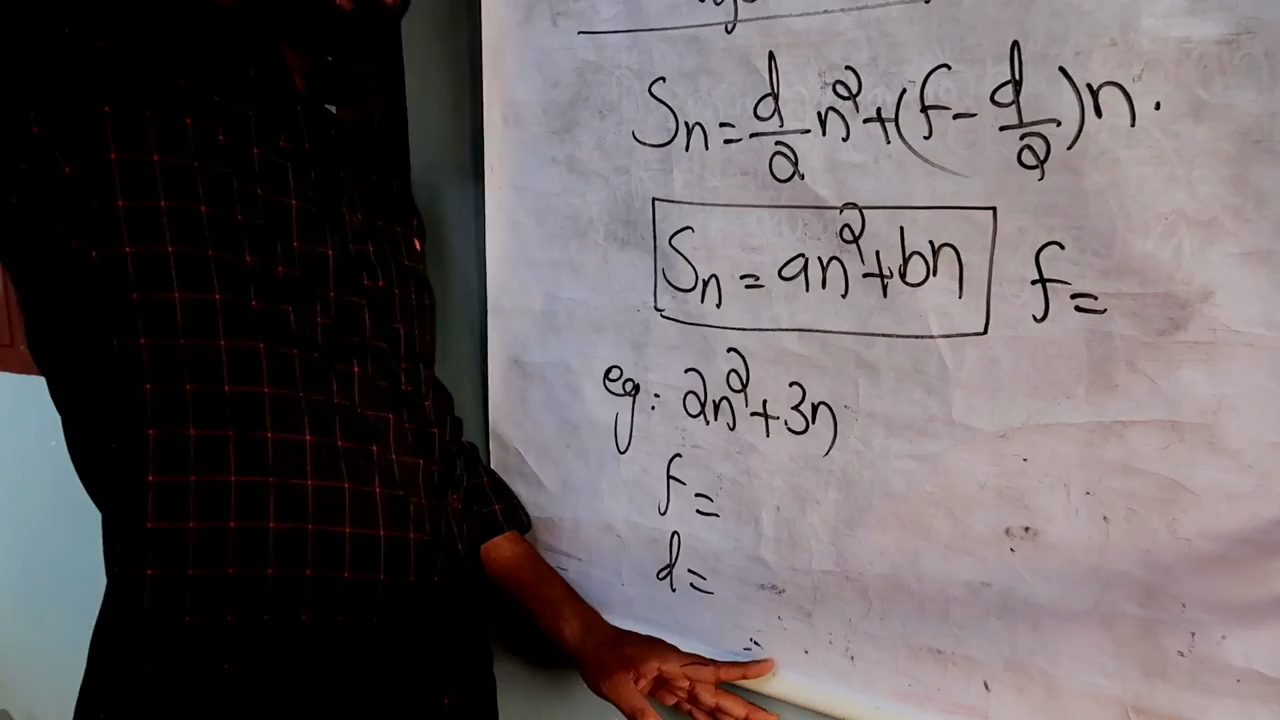 Sn = d/2 n² + (f - d/2)n.
Sn = an² + bn f =
eg: 2n² + 3n
f =
d =